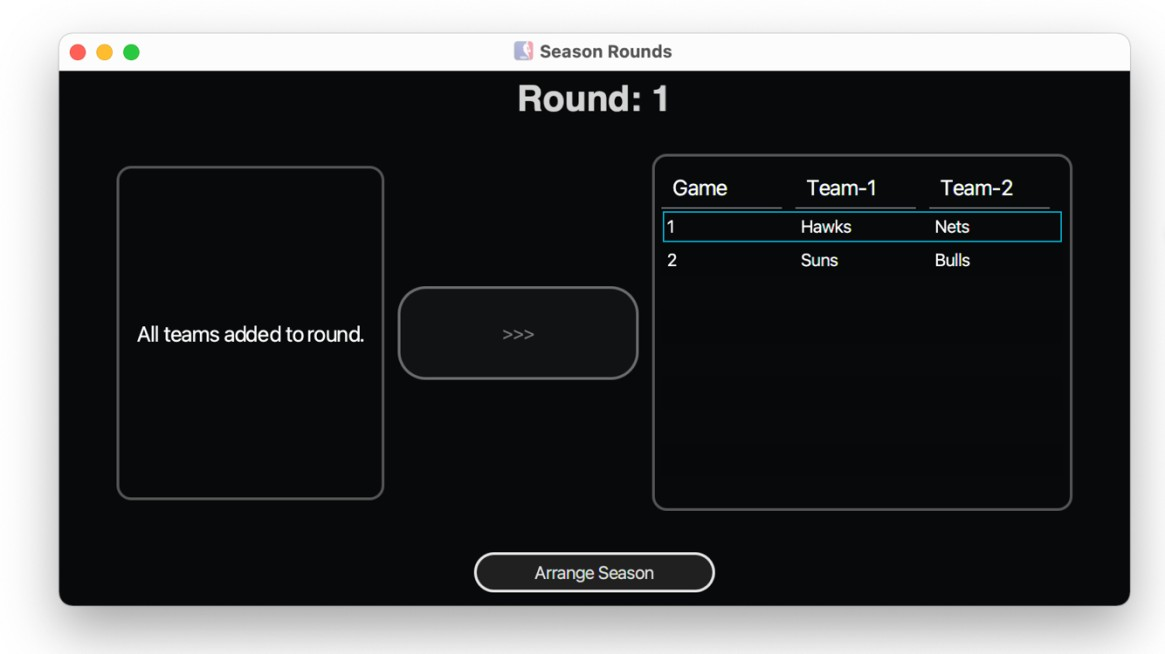 Season Rounds
Round: 1
Game Team-1 Team-2
1 Hawks Nets
2 Suns Bulls
All teams added to round.
>>>
Arrange Season